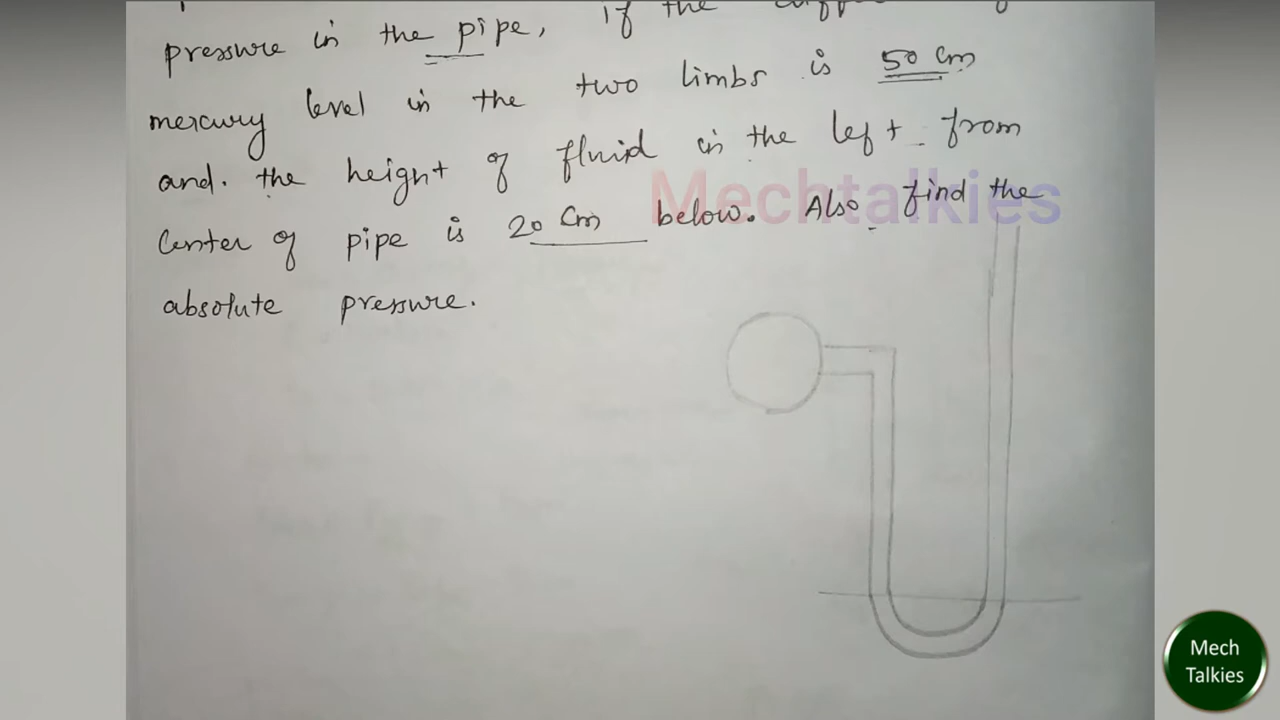 If the
pressure in the pipe,
mercury level in the two limbs is 50 cm
and. the height of fluid in the left from
Center of pipe is 20 cm below. Also find the
absolute pressure.
Mechtalkies
Mech
Talkies